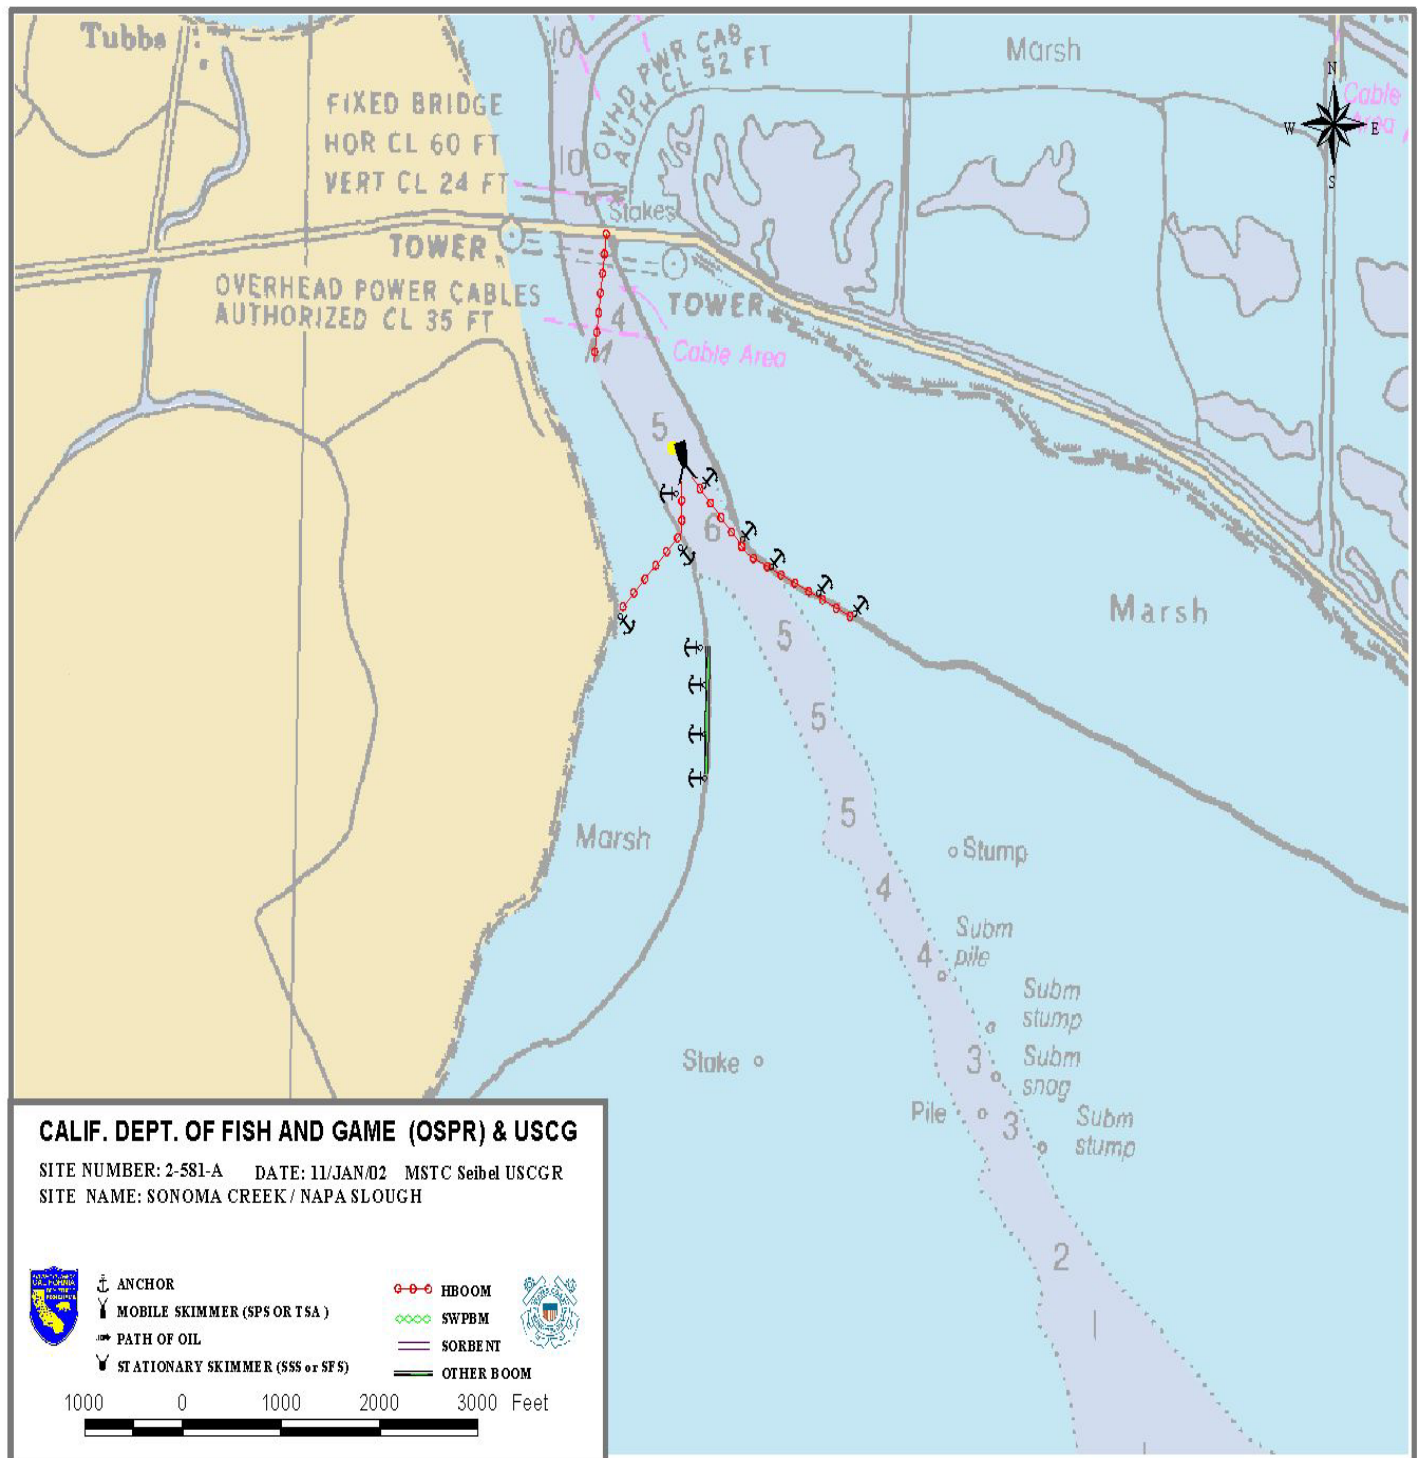 Tubbs
10
OVHD PWR CAB
AUTH CL 52 FT
Marsh
N
W E
S
Cable
Area
FIXED BRIDGE
HOR CL 60 FT
VERT CL 24 FT
10
Stakes
TOWER
OVERHEAD POWER CABLES
AUTHORIZED CL 35 FT
4
TOWER
M
Cable Area
5
6
Marsh
5
5
5
Marsh
Stump
4
Subm
pile
4
Subm
stump
Stake
3
Subm
snag
Pile
3
Subm
stump
2
1
CALIF. DEPT. OF FISH AND GAME (OSPR) & USCG
SITE NUMBER: 2-581-A DATE: 11/JAN/02 MSTC Seibel USCGR
SITE NAME: SONOMA CREEK / NAPA SLOUGH
ANCHOR
MOBILE SKIMMER (SPS OR TSA )
PATH OF OIL
STATIONARY SKIMMER (SSS or SFS)
HBOOM
SWPBM
SORBENT
OTHER BOOM
CALIFORNIA
1000 0 1000 2000 3000 Feet